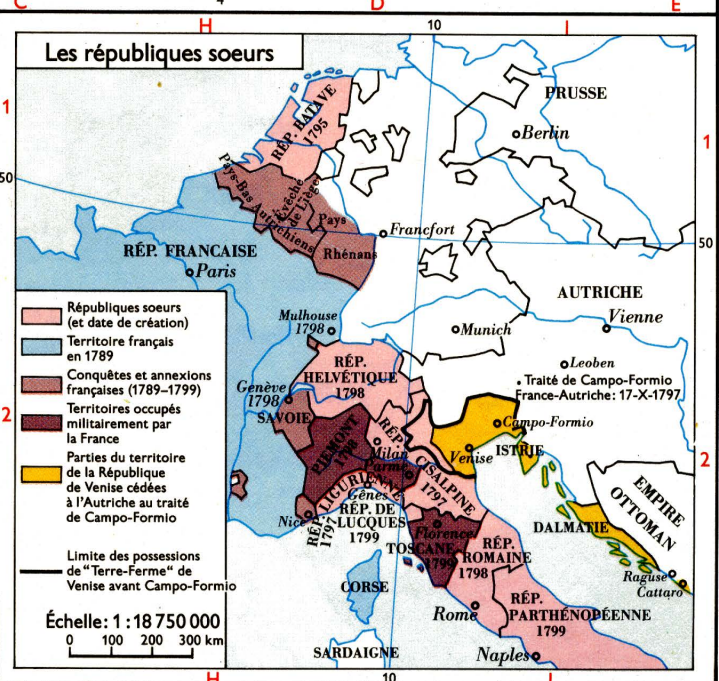 C
4
D
E
H
10
I
Les républiques soeurs
1
PRUSSE
RÉP. BATAVE
1795
Berlin
1
50
Pays-Bas Autrichiens
Évêché
de Liège
Pays
Rhénans
Francfort
50
RÉP. FRANCAISE
Paris
AUTRICHE
Vienne
Républiques soeurs
(et date de création)
Territoire français
en 1789
Conquêtes et annexions
françaises (1789–1799)
Territoires occupés
militairement par
la France
Parties du territoire
de la République
de Venise cédées
à l'Autriche au traité
de Campo-Formio
Limite des possessions
de "Terre-Ferme" de
Venise avant Campo-Formio
Échelle: 1 :18 750 000
0 100 200 300 km
Mulhouse
1798
Munich
Leoben
RÉP.
HELVÉTIQUE
1798
Traité de Campo-Formio
France-Autriche: 17-X-1797
Genève
1798
2
SAVOIE
Campo-Formio
PIEMONT
1798
RÉP.
CISALPINE
1797
Milan
Parme
Venise
ISTRIE
2
EMPIRE
OTTOMAN
RÉP. LIGURIENNE
1797
Gênes
Nice
RÉP. DE
LUCQUES
1799
Florence
TOSCANE
1799
DALMATIE
RÉP.
ROMAINE
1798
Raguse
Cattaro
CORSE
Rome
RÉP.
PARTHÉNOPÉENNE
1799
SARDAIGNE
Naples
H
10
I